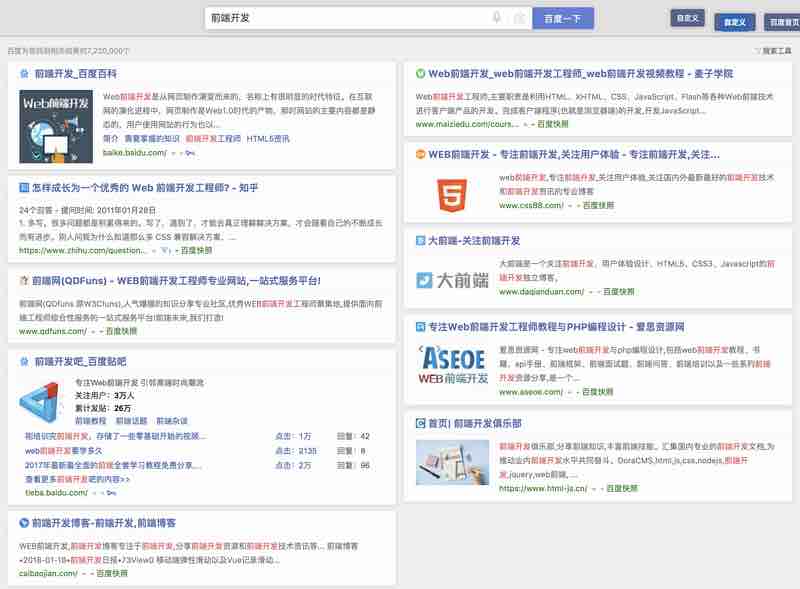 前端开发
百度一下
自定义
自定义
百度首页
百度为您找到相关结果约7,220,000个
搜索工具
前端开发_百度百科
Web前端开发
Web前端开发是从网页制作演变而来的，名称上有很明显的时代特征。在互联
网的演化进程中，网页制作是Web1.0时代的产物，那时网站的主要内容都是静
态的，用户使用网站的行为也以...
简介 需要掌握的知识 前端开发工程师 HTML5资讯
baike.baidu.com/
怎样成长为一个优秀的 Web 前端开发工程师? - 知乎
24个回答 - 提问时间: 2011年01月28日
1. 多写。很多问题都是积累得来的。写了，遇到了，才能去真正理解解决方案，才会随着自己的不断成长
而有进步。别人问我为什么知道那么多 CSS 兼容解决方案，...
https://www.zhihu.com/question... - 百度快照
前端网(QDFuns) - WEB前端开发工程师专业网站,一站式服务平台!
前端网(QDFuns 原W3Cfuns),人气爆棚的知识分享专业社区,优秀WEB前端开发工程师聚集地,提供面向前
端工程师综合性服务的一站式服务平台!前端未来,我们打造!
www.qdfuns.com/ - 百度快照
前端开发吧_百度贴吧
专注Web前端开发 引领高端时尚潮流
关注用户：3万人
累计发贴：26万
前端教程 前端话题 前端杂谈
刚培训完前端开发，存储了一些零基础开始的视频... 点击：1万 回复：42
web前端开发要学多久 点击：2135 回复：8
2017年最新最全面的前端全套学习教程免费分享,... 点击：2万 回复：96
查看更多前端开发吧的内容>>
tieba.baidu.com/
前端开发博客-前端开发,前端博客
WEB前端开发,前端开发博客专注于前端开发,分享前端开发资源和前端开发技术资讯等... 前端博客
•2018-01-18•前端开发日报•73View0 移动端弹性滑动以及Vue记录滑动...
caibaojian.com/ - 百度快照
Web前端开发_web前端开发工程师_web前端开发视频教程 - 麦子学院
Web前端开发工程师,主要职责是利用HTML、XHTML、CSS、JavaScript、Flash等各种Web前端技术
进行客户端产品的开发。完成客户端程序(也就是浏览器端)的开发,开发JavaScript...
www.maiziedu.com/cours... - 百度快照
WEB前端开发 - 专注前端开发,关注用户体验 - 专注前端开发,关注...
5
web前端开发,专注前端开发,关注用户体验,关注国内外最新最好的前端开发技术
和前端开发资讯的专业博客
www.css88.com/ - 百度快照
大前端-关注前端开发
大前端
大前端是一个关注前端开发，用户体验设计、HTML5、CSS3、Javascript的前
端开发独立博客。
www.daqianduan.com/ - 百度快照
专注Web前端开发工程师教程与PHP编程设计 - 爱思资源网
ASEOE
WEB前端开发
爱思资源网 - 专注web前端开发与php编程设计,包括web前端开发教程、书
籍、api手册、前端框架、前端面试题、前端问答、前端培训以及一些系列前端
开发资源分享,是一个...
www.aseoe.com/ - 百度快照
首页| 前端开发俱乐部
前端开发俱乐部,分享前端知识,丰富前端技能。汇集国内专业的前端开发文档,为
推动业内前端开发水平共同奋斗。DoraCMS,html,js,css,nodejs,前端开
发,jquery,web前端, ...
https://www.html-js.cn/ - 百度快照